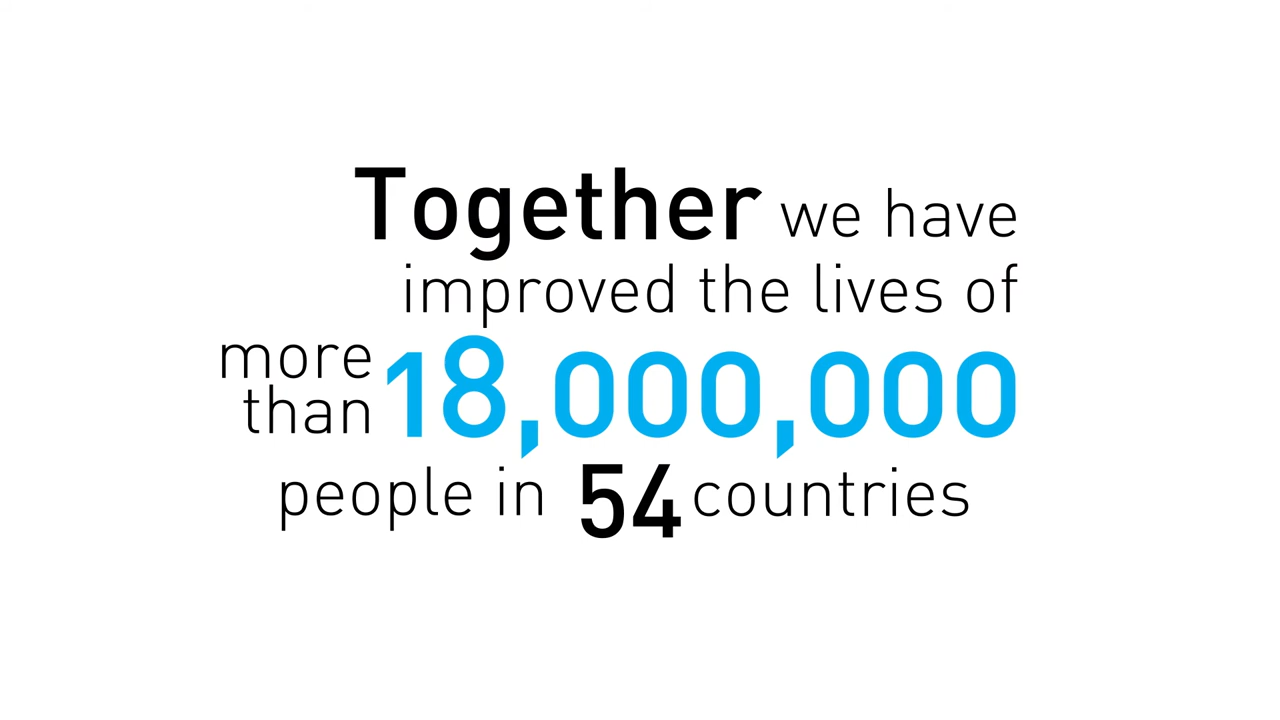 Together we have
improved the lives of
more
than 18,000,000
people in 54 countries